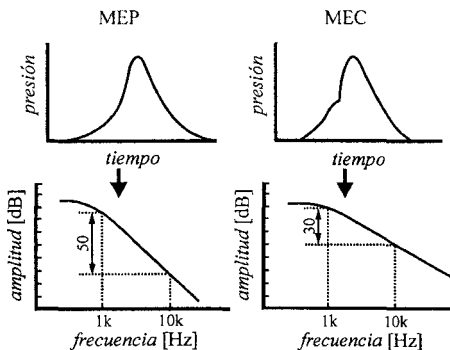 MEP
presión
tiempo
amplitud [dB]
50
1k 10k
frecuencia [Hz]
MEC
presión
tiempo
amplitud [dB]
30
1k 10k
frecuencia [Hz]